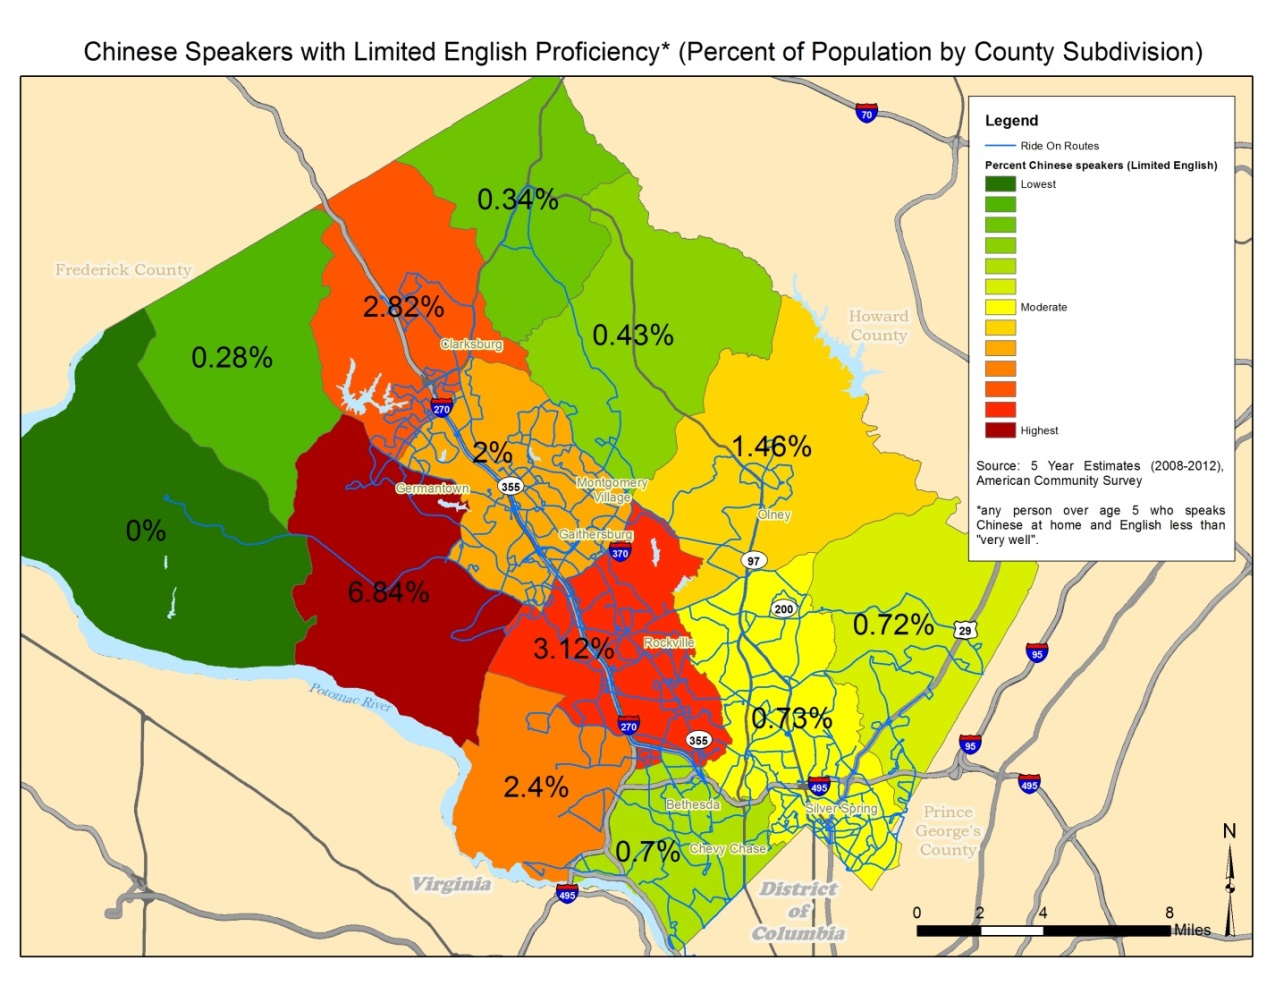 Chinese Speakers with Limited English Proficiency* (Percent of Population by County Subdivision)
70
Legend
Ride On Routes
Percent Chinese speakers (Limited English)
Lowest
Moderate
Highest
Source: 5 Year Estimates (2008-2012),
American Community Survey
*any person over age 5 who speaks
Chinese at home and English less than
"very well".
0.34%
Frederick County
2.82%
Howard
County
0.43%
Clarksburg
0.28%
270
1.46%
2%
355
Germantown
Montgomery
Village
Olney
0%
Gaithersburg
370
97
6.84%
200
0.72%
29
3.12%
Rockville
95
Potomac River
0.73%
270
355
95
2.4%
495
495
Bethesda
Silver Spring
Prince
George's
County
0.7%
Chevy Chase
Virginia
495
District
of
Columbia
N
0 2 4 8
Miles